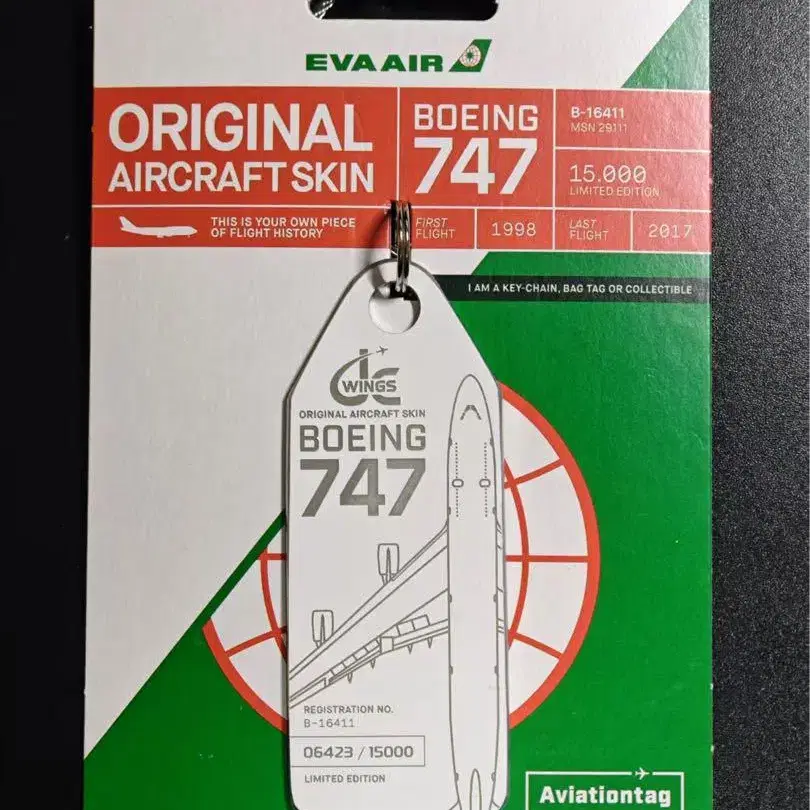 EVA AIR
ORIGINAL
AIRCRAFT SKIN
BOEING
747
B-16411
MSN 29111
15.000
LIMITED EDITION
THIS IS YOUR OWN PIECE
OF FLIGHT HISTORY
FIRST
FLIGHT
1998
LAST
FLIGHT
2017
I AM A KEY-CHAIN, BAG TAG OR COLLECTIBLE
JC
WINGS
ORIGINAL AIRCRAFT SKIN
BOEING
747
REGISTRATION NO.
B-16411
06423 / 15000
LIMITED EDITION
Aviationtag